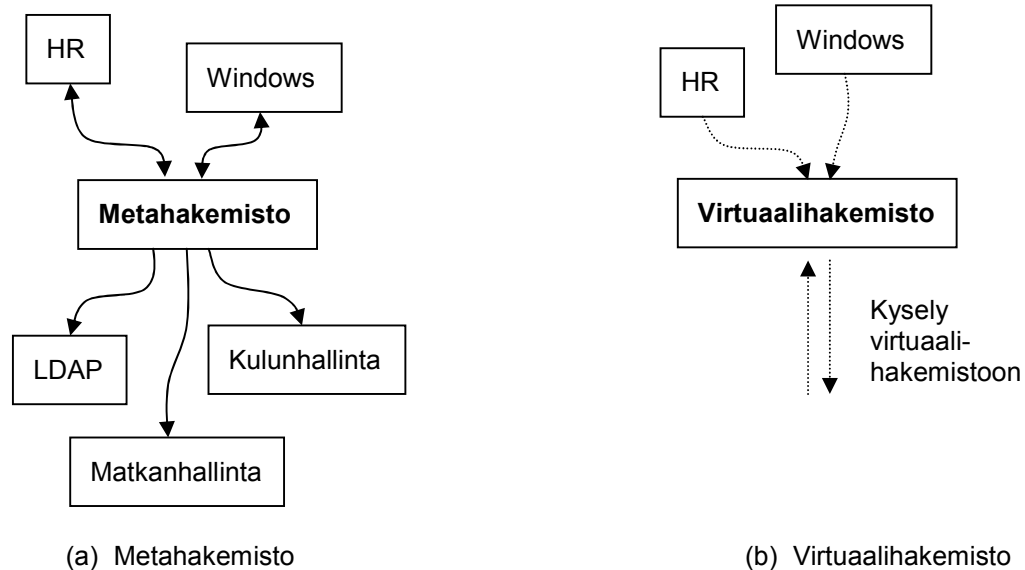 HR
Windows
Metahakemisto
LDAP
Kulunhallinta
Matkanhallinta
(a) Metahakemisto
Windows
HR
Virtuaalihakemisto
Kysely
virtuaali-
hakemistoon
(b) Virtuaalihakemisto